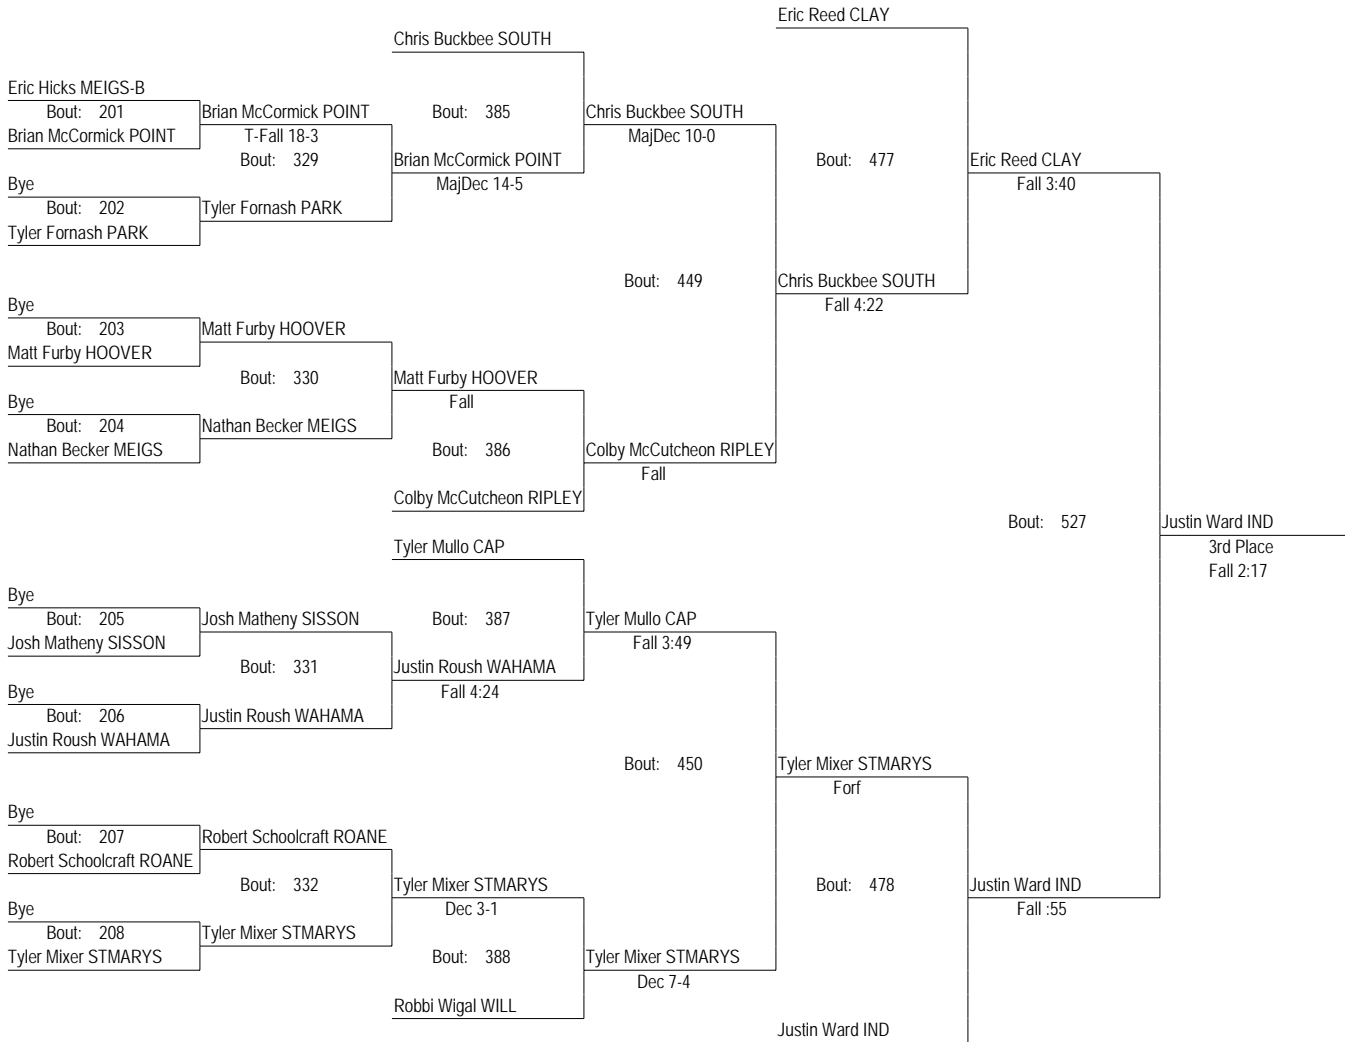 Eric Reed CLAY
Chris Buckbee SOUTH
Eric Hicks MEIGS-B
Bout: 201
Brian McCormick POINT
Bout: 385
Chris Buckbee SOUTH
Brian McCormick POINT
T-Fall 18-3
MajDec 10-0
Bout: 329
Brian McCormick POINT
Bout: 477
Eric Reed CLAY
Bye
MajDec 14-5
Fall 3:40
Bout: 202
Tyler Fornash PARK
Tyler Fornash PARK
Bout: 449
Chris Buckbee SOUTH
Bye
Fall 4:22
Bout: 203
Matt Furby HOOVER
Matt Furby HOOVER
Bout: 330
Matt Furby HOOVER
Bye
Fall
Bout: 204
Nathan Becker MEIGS
Nathan Becker MEIGS
Bout: 386
Colby McCutcheon RIPLEY
Fall
Colby McCutcheon RIPLEY
Bout: 527
Justin Ward IND
Tyler Mullo CAP
3rd Place
Fall 2:17
Bye
Bout: 205
Josh Matheny SISSON
Bout: 387
Tyler Mullo CAP
Josh Matheny SISSON
Fall 3:49
Bout: 331
Justin Roush WAHAMA
Bye
Fall 4:24
Bout: 206
Justin Roush WAHAMA
Justin Roush WAHAMA
Bout: 450
Tyler Mixer STMARYS
Forf
Bye
Bout: 207
Robert Schoolcraft ROANE
Robert Schoolcraft ROANE
Bout: 332
Tyler Mixer STMARYS
Bout: 478
Justin Ward IND
Bye
Dec 3-1
Fall :55
Bout: 208
Tyler Mixer STMARYS
Tyler Mixer STMARYS
Bout: 388
Tyler Mixer STMARYS
Dec 7-4
Robbi Wigal WILL
Justin Ward IND